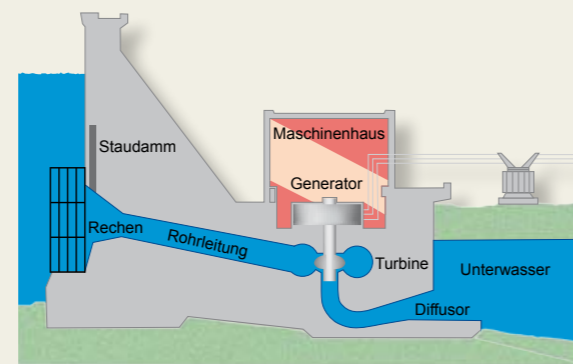 Maschinenhaus
Staudamm
Generator
Rechen
Rohrleitung
Turbine
Unterwasser
Diffusor